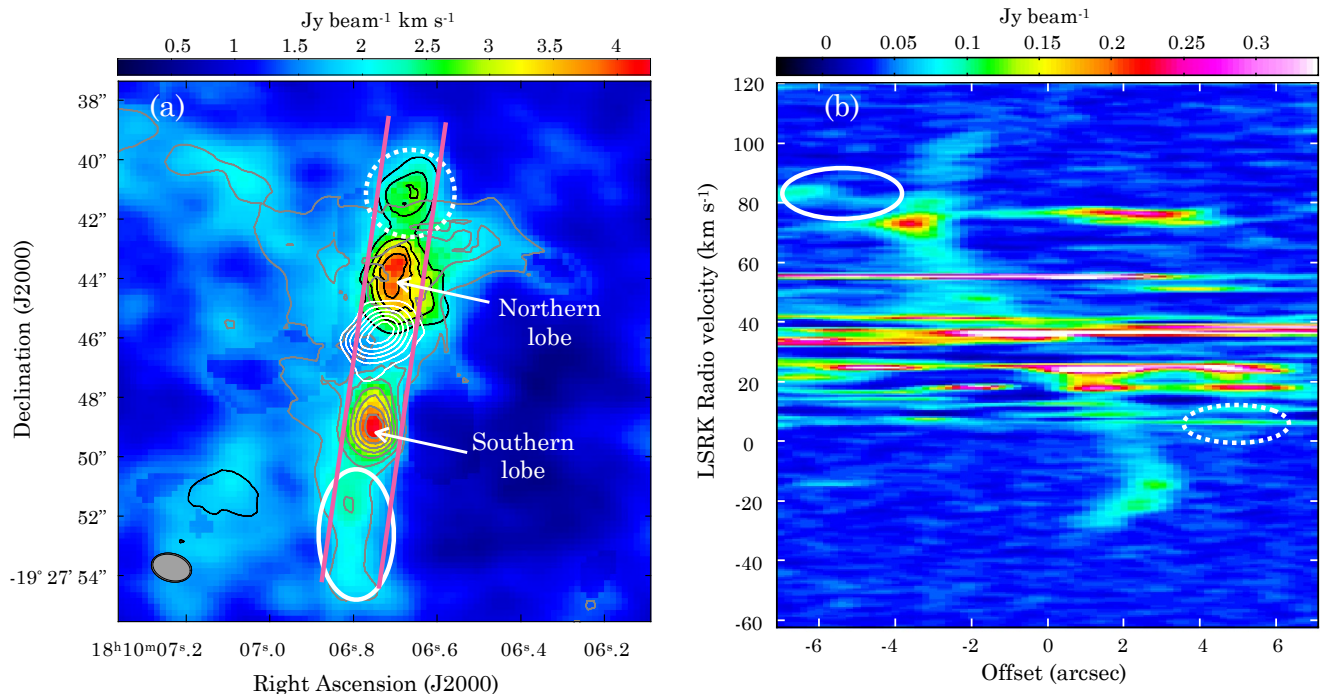 Jy beam-1 km s-1
0.5 1 1.5 2 2.5 3 3.5 4
(a)
38”
40”
42”
44”
46”
48”
50”
52”
-19° 27’ 54”
Declination (J2000)
Northern
lobe
Southern
lobe
18h10m07s.2 07s.0 06s.8 06s.6 06s.4 06s.2
Right Ascension (J2000)
Jy beam-1
0 0.05 0.1 0.15 0.2 0.25 0.3
(b)
120
100
80
60
40
20
0
-20
-40
-60
LSRK Radio velocity (km s-1)
-6 -4 -2 0 2 4 6
Offset (arcsec)